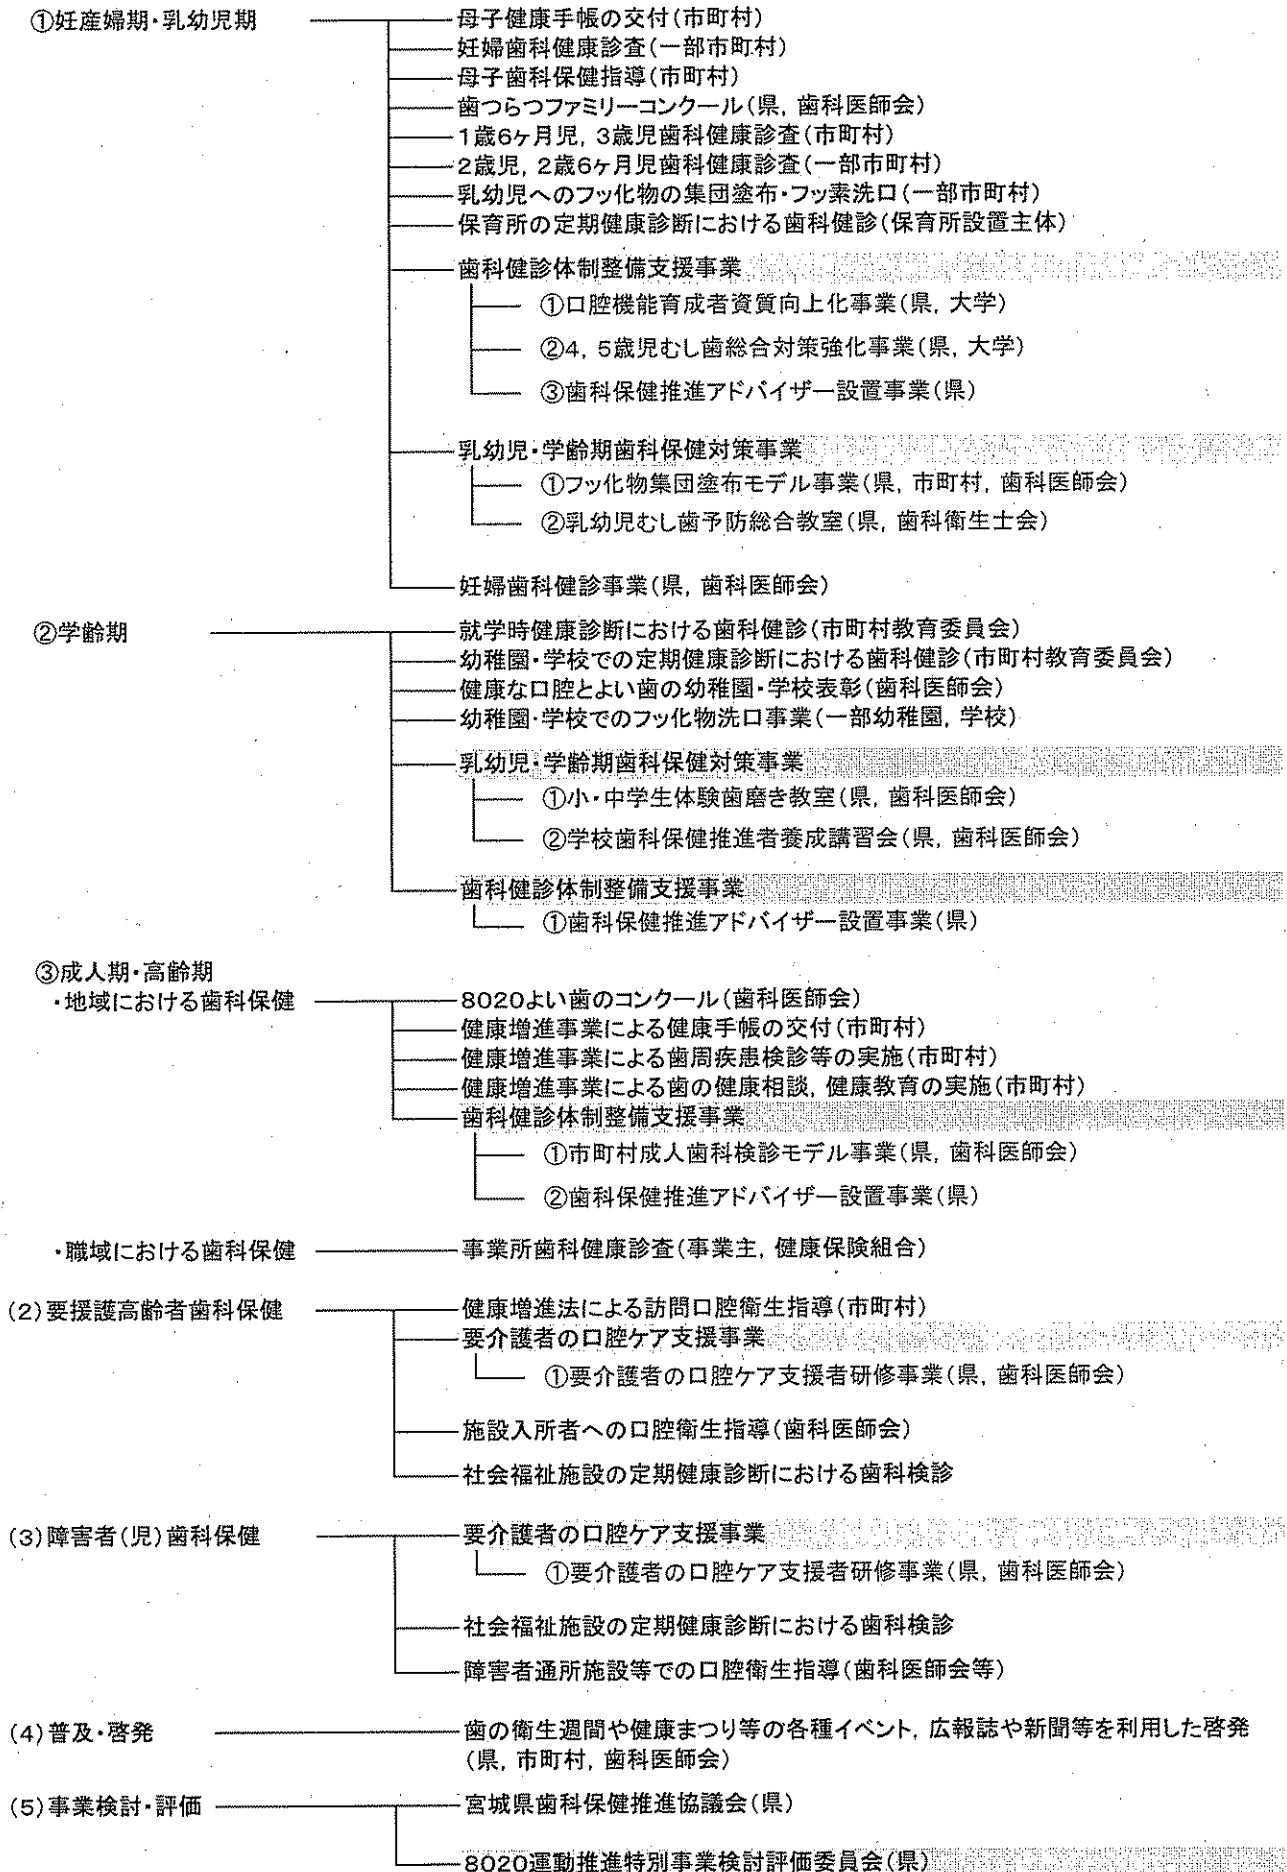 ①妊産婦期・乳幼児期
母子健康手帳の交付(市町村)
妊婦歯科健康診査(一部市町村)
母子歯科保健指導(市町村)
歯つらつファミリーコンクール(県, 歯科医師会)
1歳6ヶ月児, 3歳児歯科健康診査(市町村)
2歳児, 2歳6ヶ月児歯科健康診査(一部市町村)
乳幼児へのフッ化物の集団塗布・フッ素洗口(一部市町村)
保育所の定期健康診断における歯科健診(保育所設置主体)
歯科健診体制整備支援事業
①口腔機能育成者資質向上化事業(県, 大学)
②4, 5歳児むし歯総合対策強化事業(県, 大学)
③歯科保健推進アドバイザー設置事業(県)
乳幼児・学齢期歯科保健対策事業
①フッ化物集団塗布モデル事業(県, 市町村, 歯科医師会)
②乳幼児むし歯予防総合教室(県, 歯科衛生士会)
妊婦歯科健診事業(県, 歯科医師会)
②学齢期
就学時健康診断における歯科健診(市町村教育委員会)
幼稚園・学校での定期健康診断における歯科健診(市町村教育委員会)
健康な口腔とよい歯の幼稚園・学校表彰(歯科医師会)
幼稚園・学校でのフッ化物洗口事業(一部幼稚園, 学校)
乳幼児・学齢期歯科保健対策事業
①小・中学生体験歯磨き教室(県, 歯科医師会)
②学校歯科保健推進者養成講習会(県, 歯科医師会)
歯科健診体制整備支援事業
①歯科保健推進アドバイザー設置事業(県)
③成人期・高齢期
・地域における歯科保健
8020よい歯のコンクール(歯科医師会)
健康増進事業による健康手帳の交付(市町村)
健康増進事業による歯周疾患検診等の実施(市町村)
健康増進事業による歯の健康相談, 健康教育の実施(市町村)
歯科健診体制整備支援事業
①市町村成人歯科検診モデル事業(県, 歯科医師会)
②歯科保健推進アドバイザー設置事業(県)
・職域における歯科保健
事業所歯科健康診査(事業主, 健康保険組合)
(2)要援護高齢者歯科保健
健康増進法による訪問口腔衛生指導(市町村)
要介護者の口腔ケア支援事業
①要介護者の口腔ケア支援者研修事業(県, 歯科医師会)
施設入所者への口腔衛生指導(歯科医師会)
社会福祉施設の定期健康診断における歯科検診
(3)障害者(児)歯科保健
要介護者の口腔ケア支援事業
①要介護者の口腔ケア支援者研修事業(県, 歯科医師会)
社会福祉施設の定期健康診断における歯科検診
障害者通所施設等での口腔衛生指導(歯科医師会等)
(4)普及・啓発
歯の衛生週間や健康まつり等の各種イベント, 広報誌や新聞等を利用した啓発
(県, 市町村, 歯科医師会)
(5)事業検討・評価
宮城県歯科保健推進協議会(県)
8020運動推進特別事業検討評価委員会(県)